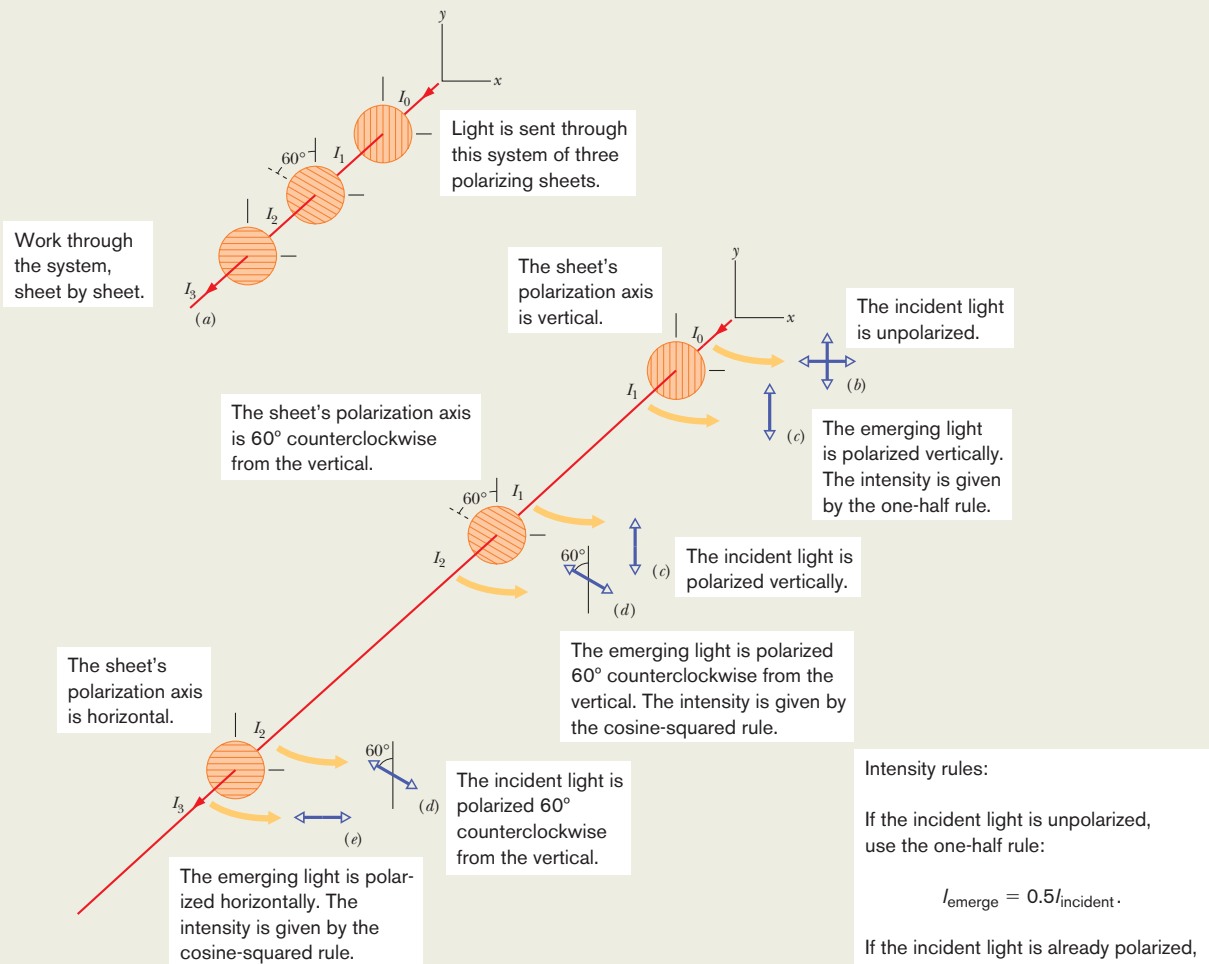 y
x
I0
Light is sent through
this system of three
polarizing sheets.
60°
I1
I2
Work through
the system,
sheet by sheet.
I3
(a)
The sheet’s
polarization axis
is vertical.
y
x
The incident light
is unpolarized.
I0
(b)
I1
(c)
The emerging light
is polarized vertically.
The intensity is given
by the one-half rule.
The sheet’s polarization axis
is 60° counterclockwise
from the vertical.
60°
I1
I2
(c)
The incident light is
polarized vertically.
60°
(d)
The emerging light is polarized
60° counterclockwise from the
vertical. The intensity is given by
the cosine-squared rule.
The sheet’s
polarization axis
is horizontal.
I2
60°
(d)
The incident light is
polarized 60°
counterclockwise
from the vertical.
I3
(e)
The emerging light is polar-
ized horizontally. The
intensity is given by the
cosine-squared rule.
Intensity rules:
If the incident light is unpolarized,
use the one-half rule:
Iemerge = 0.5Iincident.
If the incident light is already polarized,